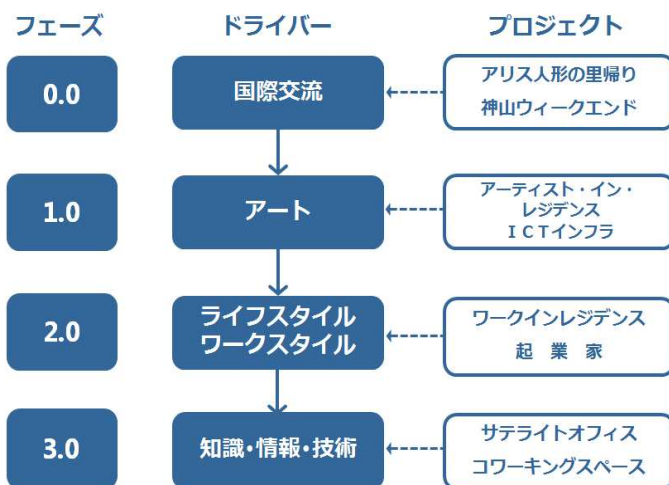 フェーズ
ドライバー
プロジェクト
0.0
国際交流
アリス人形の里帰り
神山ウィークエンド
1.0
アート
アーティスト・イン・
レジデンス
ＩＣＴインフラ
2.0
ライフスタイル
ワークスタイル
ワークインレジデンス
起　業　家
3.0
知識・情報・技術
サテライトオフィス
コワーキングスペース